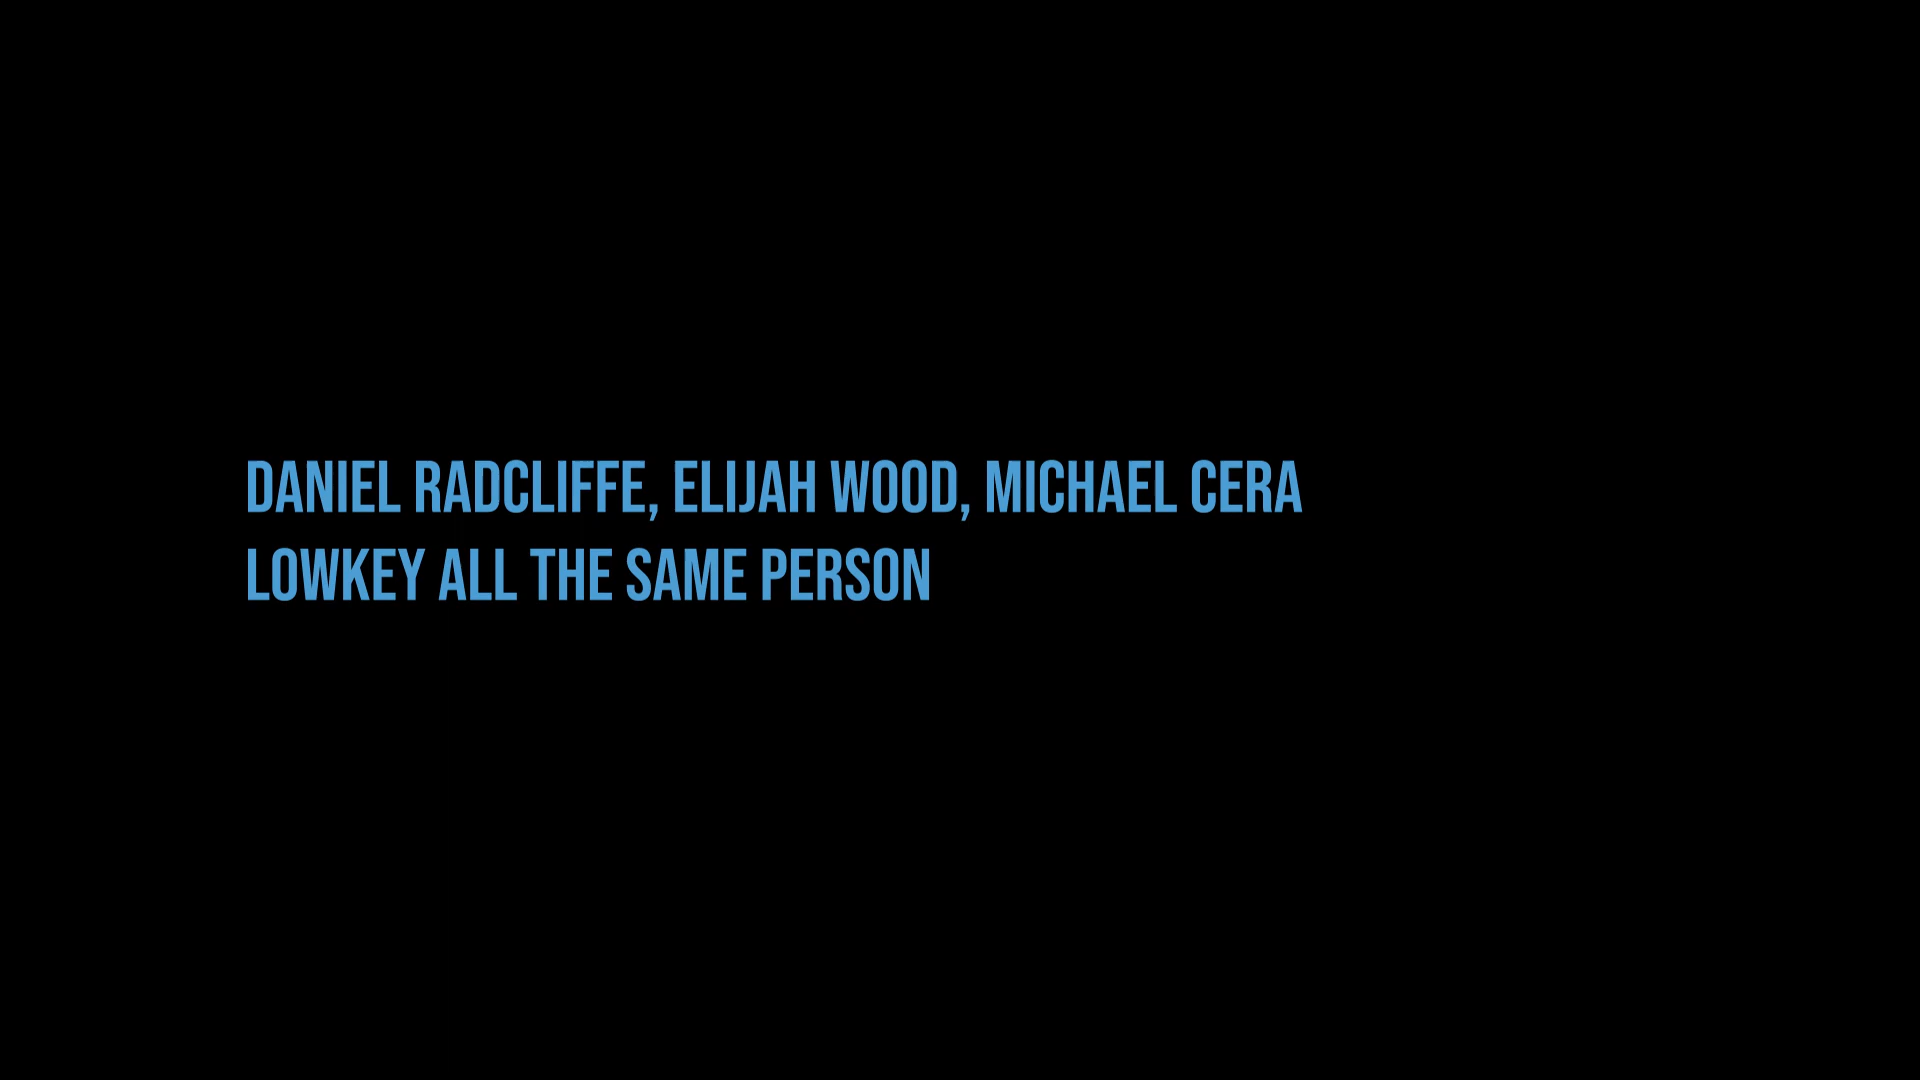 DANIEL RADCLIFFE, ELIJAH WOOD, MICHAEL CERA
LOWKEY ALL THE SAME PERSON